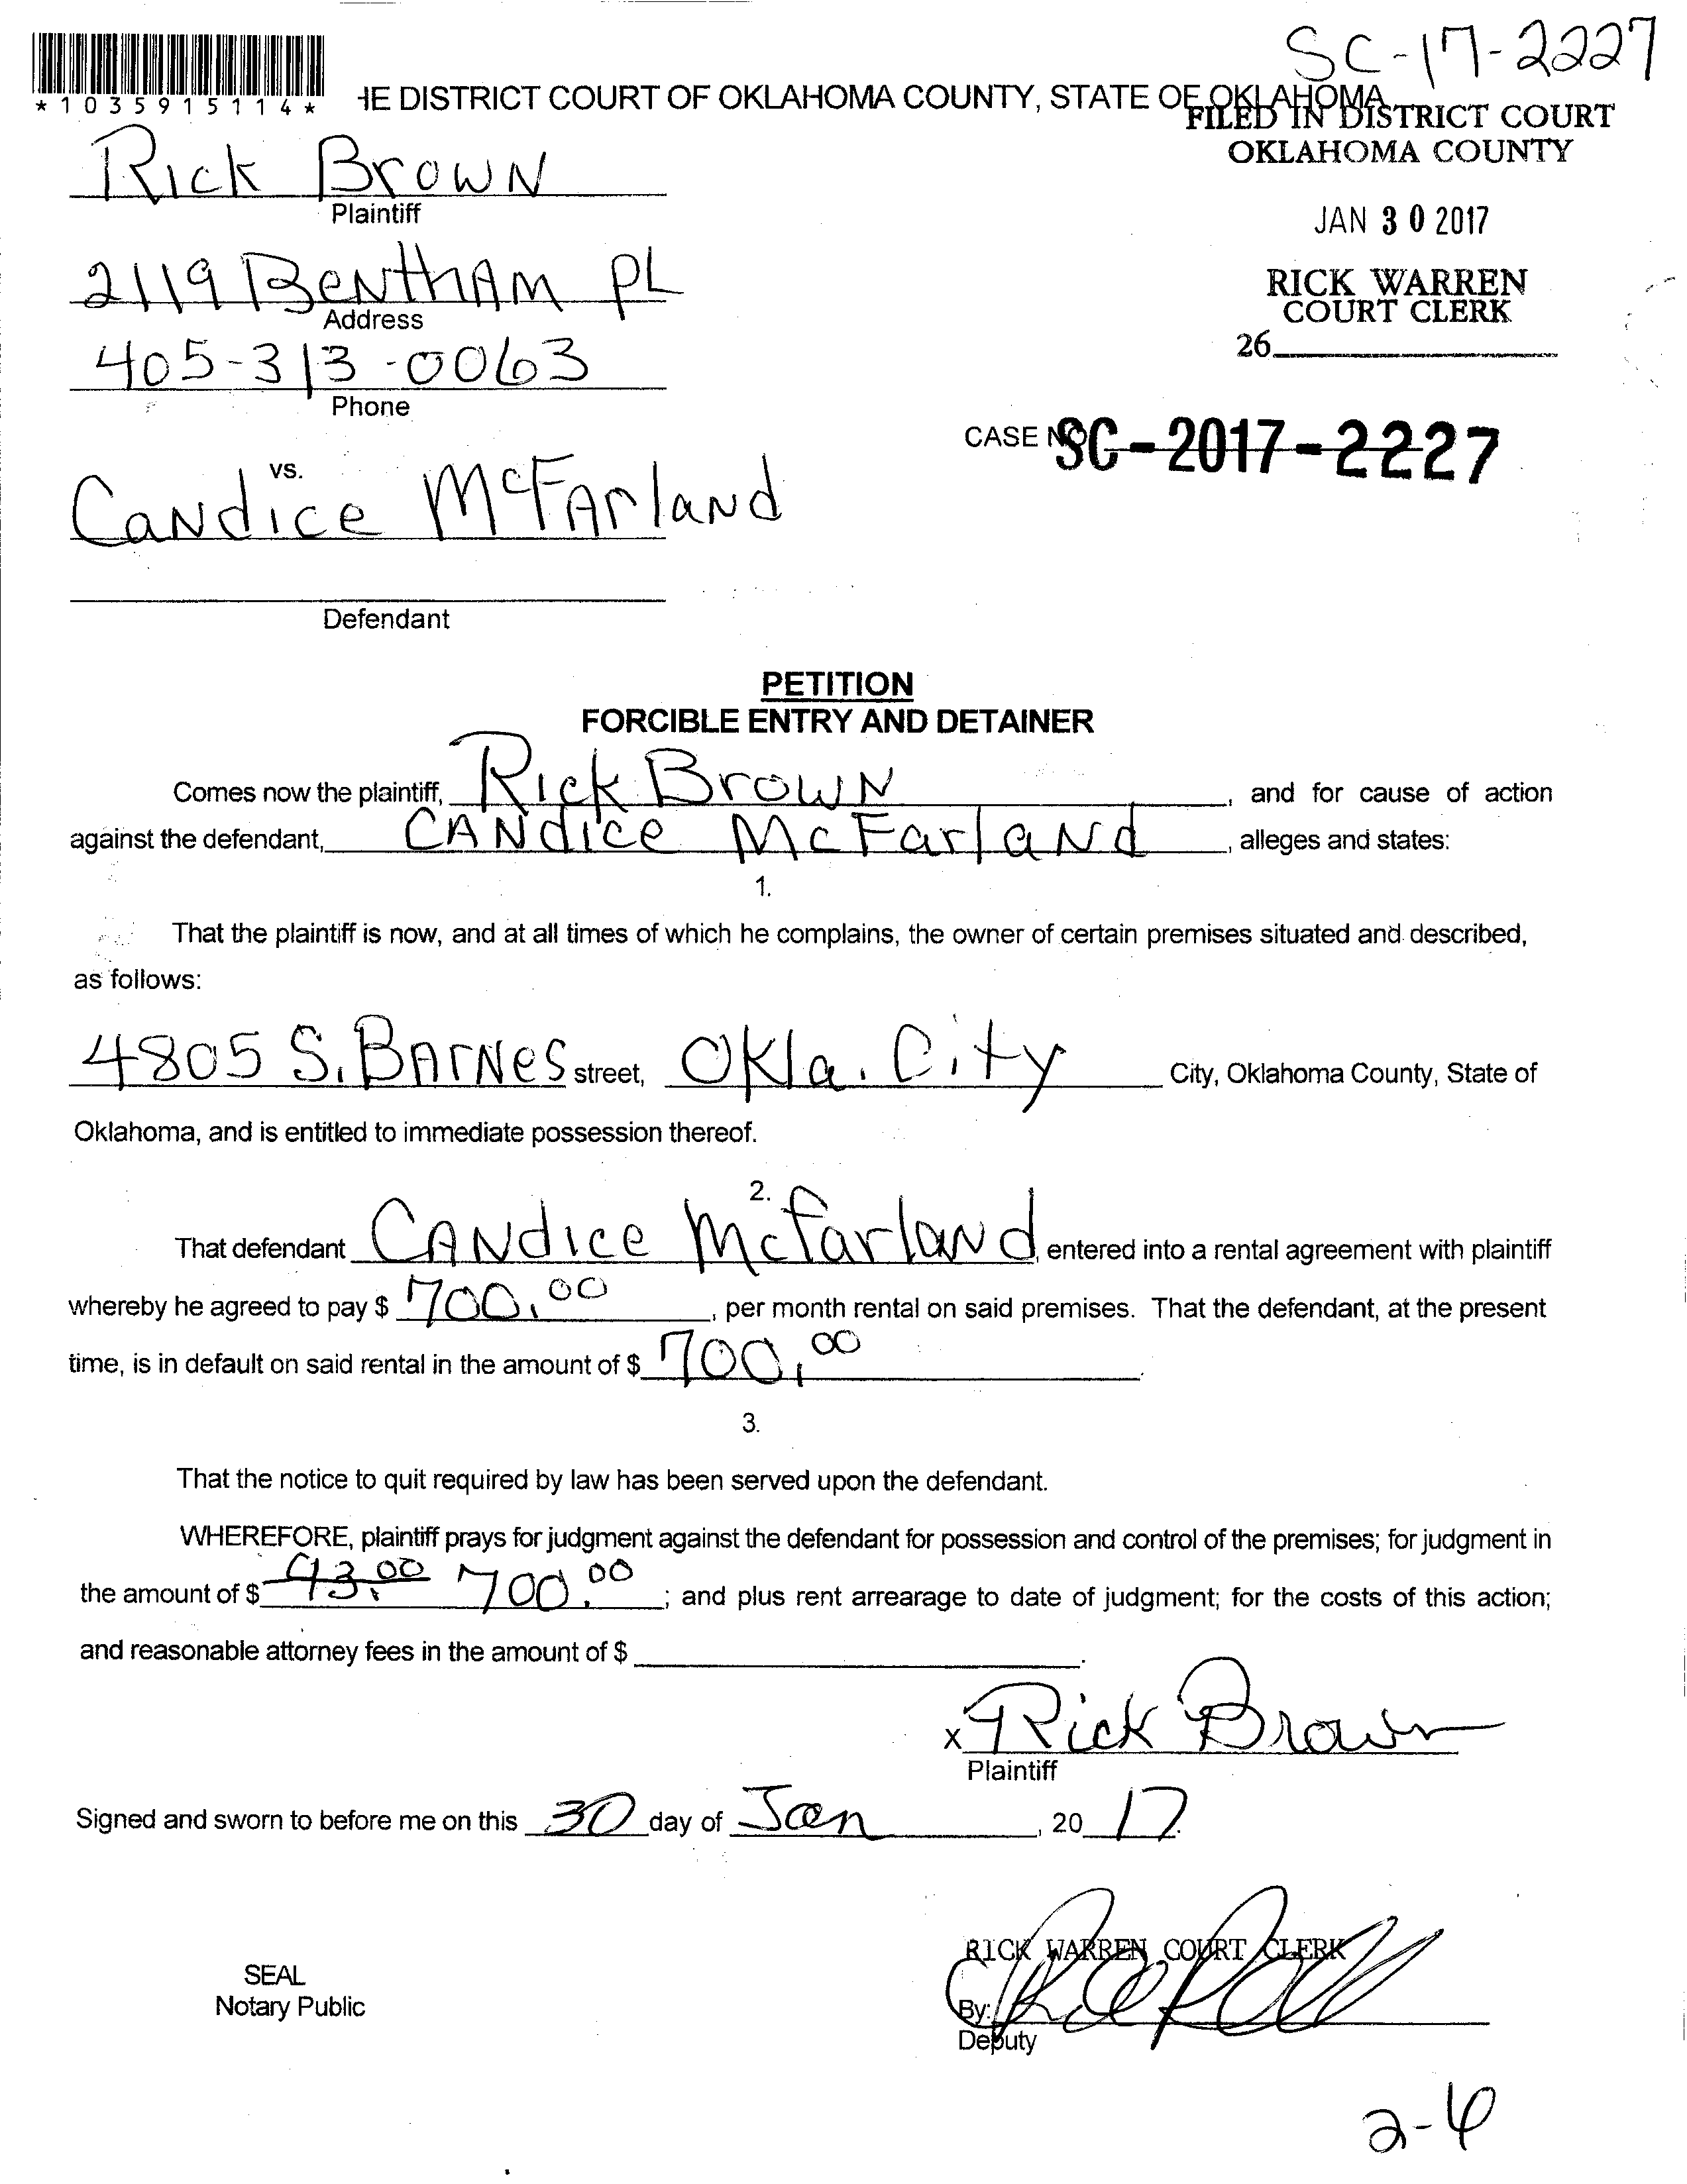 SC-17-2227
*1035915114*
HE DISTRICT COURT OF OKLAHOMA COUNTY, STATE OF OKLAHOMA
FILED IN DISTRICT COURT
OKLAHOMA COUNTY
Rick Brown
Plaintiff
JAN 30 2017
2119 Bentham PL
Address
RICK WARREN
COURT CLERK
26
405-313-0063
Phone
CASE NO SC-2017-2227
vs.
Candice McFarland
Defendant
PETITION
FORCIBLE ENTRY AND DETAINER
Comes now the plaintiff, Rick Brown, and for cause of action
against the defendant, CANdice McFarland, alleges and states:
1.
That the plaintiff is now, and at all times of which he complains, the owner of certain premises situated and described,
as follows:
4805 S. BArNes street, Okla. City City, Oklahoma County, State of
Oklahoma, and is entitled to immediate possession thereof.
2.
That defendant CANdice McFarland, entered into a rental agreement with plaintiff
whereby he agreed to pay $ 700.00, per month rental on said premises. That the defendant, at the present
time, is in default on said rental in the amount of $ 700.00.
3.
That the notice to quit required by law has been served upon the defendant.
WHEREFORE, plaintiff prays for judgment against the defendant for possession and control of the premises; for judgment in
the amount of $ 43.00 700.00; and plus rent arrearage to date of judgment; for the costs of this action;
and reasonable attorney fees in the amount of $ .
x Rick Brown
Plaintiff
Signed and sworn to before me on this 30 day of Jan, 2017.
RICK WARREN COURT CLERK
SEAL
Notary Public
By:
Deputy
2-6